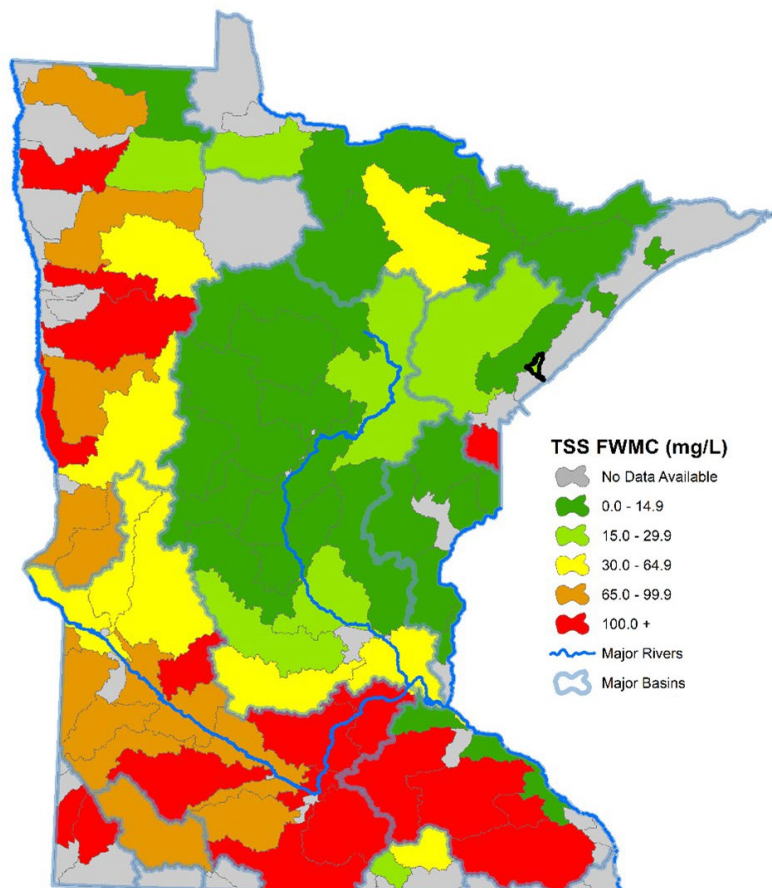 TSS FWMC (mg/L)
No Data Available
0.0 - 14.9
15.0 - 29.9
30.0 - 64.9
65.0 - 99.9
100.0 +
Major Rivers
Major Basins